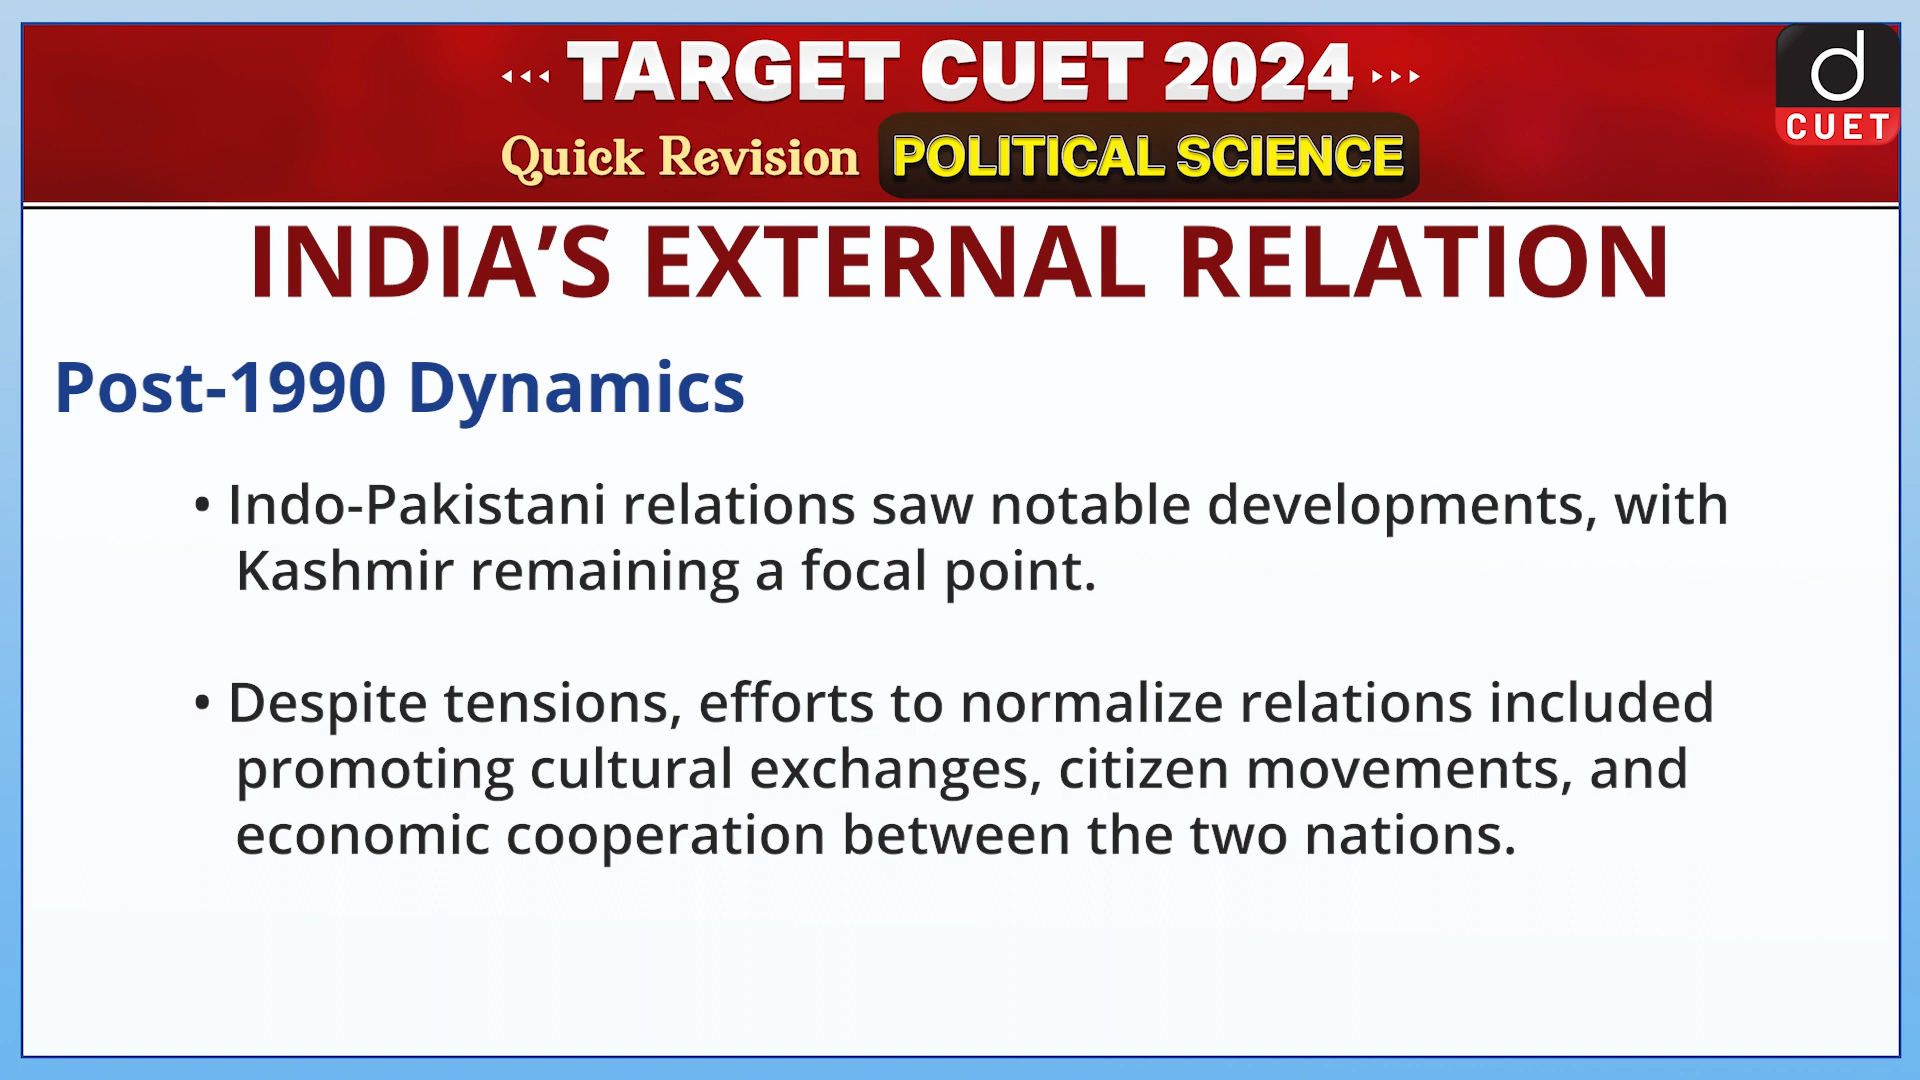 TARGET CUET 2024
Quick Revision POLITICAL SCIENCE
d
CUET
INDIA’S EXTERNAL RELATION
Post-1990 Dynamics
• Indo-Pakistani relations saw notable developments, with
Kashmir remaining a focal point.
• Despite tensions, efforts to normalize relations included
promoting cultural exchanges, citizen movements, and
economic cooperation between the two nations.